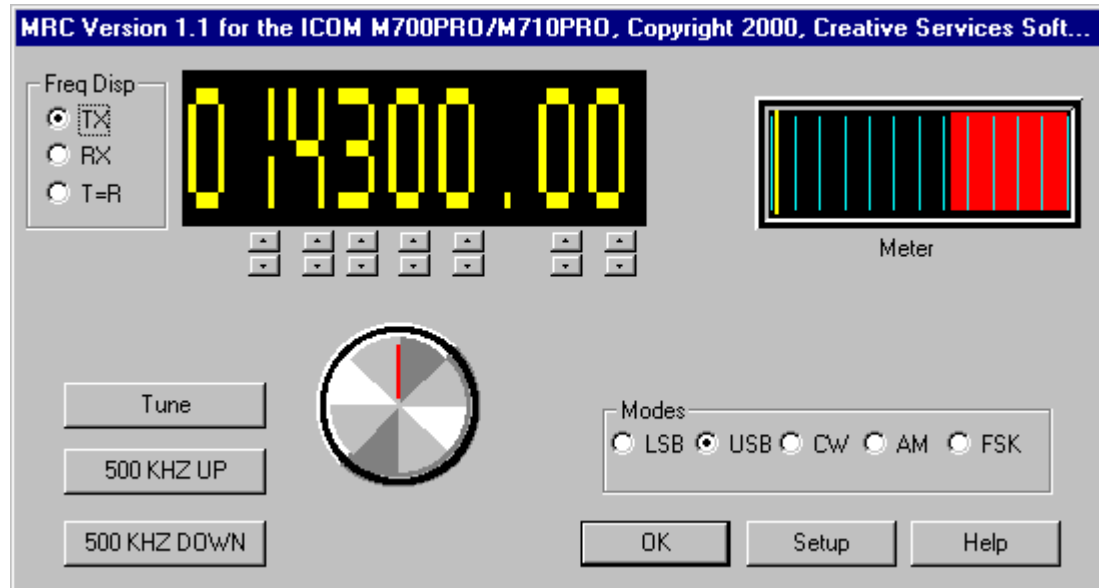 MRC Version 1.1 for the ICOM M700PRO/M710PRO, Copyright 2000, Creative Services Soft...
Freq Disp
TX
RX
T=R
014300.00
Meter
Tune
500 KHZ UP
500 KHZ DOWN
Modes
LSB USB CW AM FSK
OK Setup Help